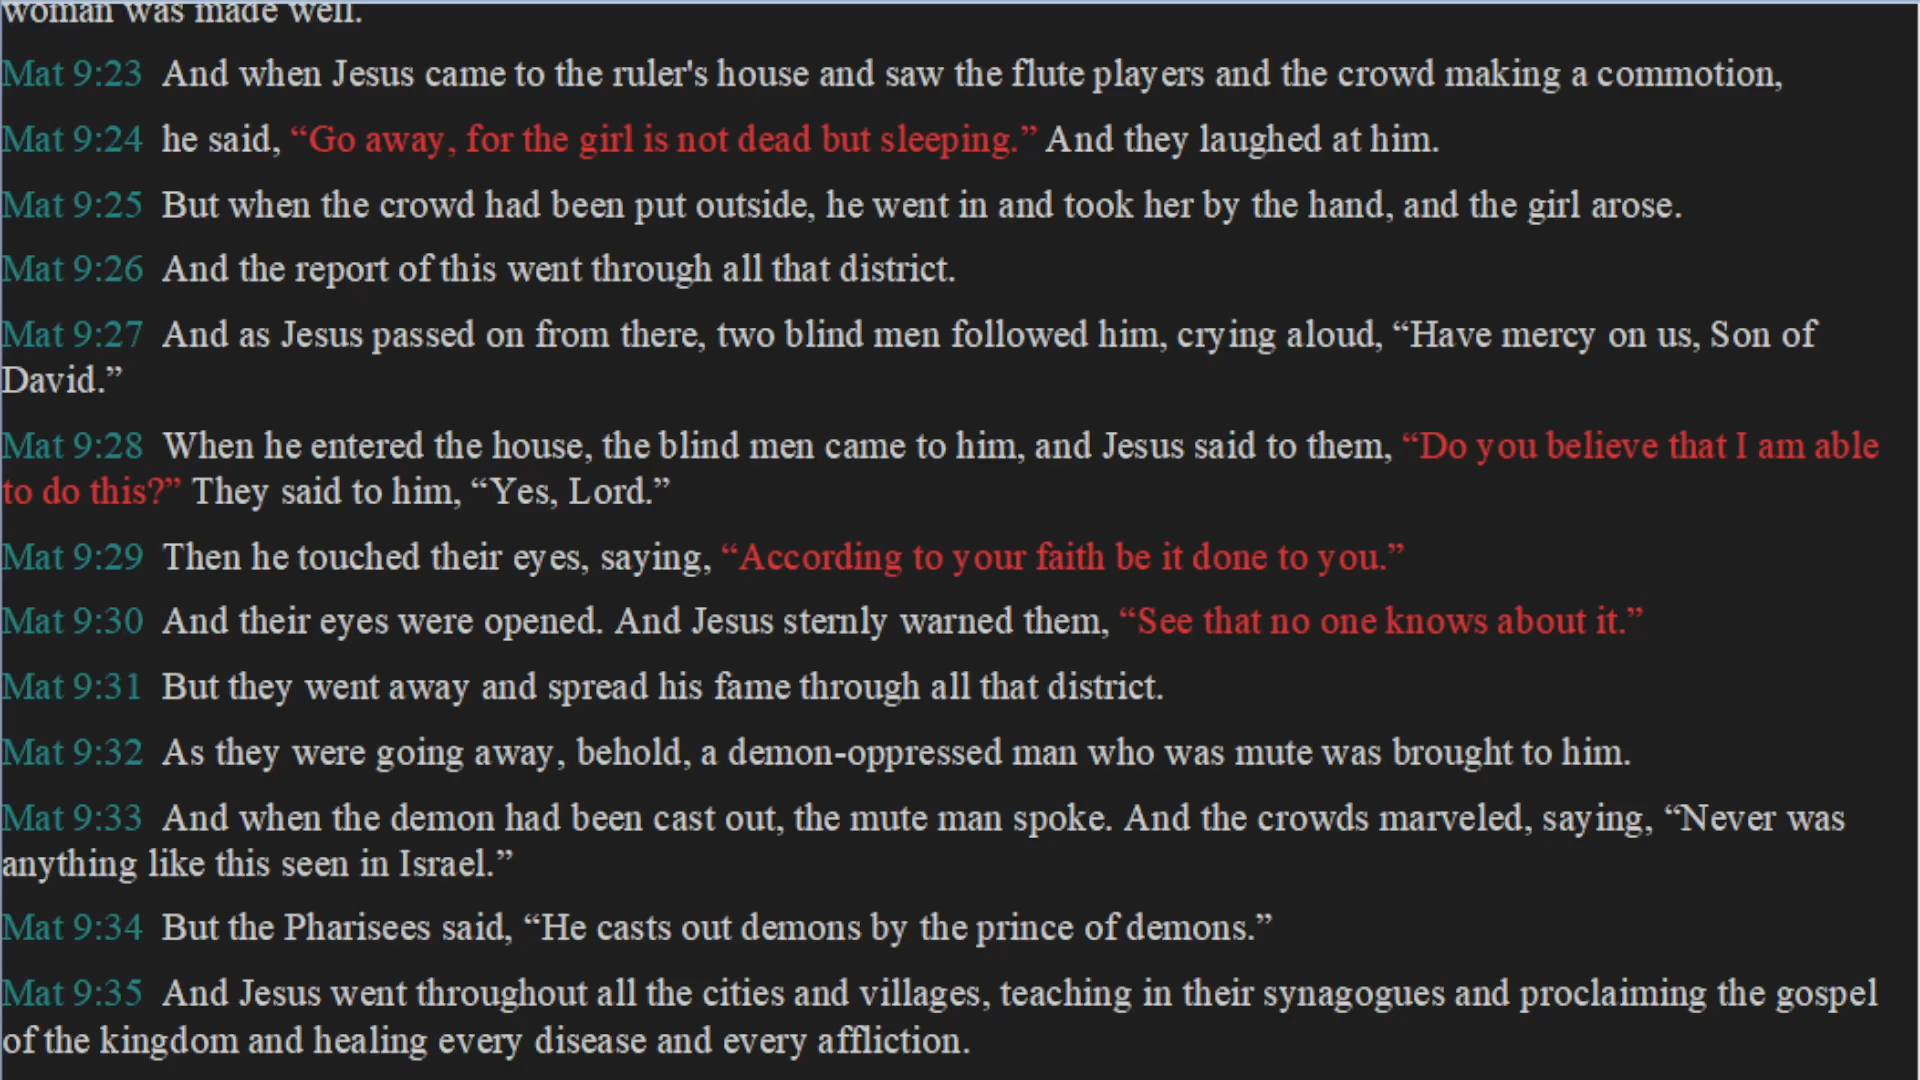 woman was made well.
Mat 9:23 And when Jesus came to the ruler's house and saw the flute players and the crowd making a commotion,
Mat 9:24 he said, “Go away, for the girl is not dead but sleeping.” And they laughed at him.
Mat 9:25 But when the crowd had been put outside, he went in and took her by the hand, and the girl arose.
Mat 9:26 And the report of this went through all that district.
Mat 9:27 And as Jesus passed on from there, two blind men followed him, crying aloud, “Have mercy on us, Son of
David.”
Mat 9:28 When he entered the house, the blind men came to him, and Jesus said to them, “Do you believe that I am able
to do this?” They said to him, “Yes, Lord.”
Mat 9:29 Then he touched their eyes, saying, “According to your faith be it done to you.”
Mat 9:30 And their eyes were opened. And Jesus sternly warned them, “See that no one knows about it.”
Mat 9:31 But they went away and spread his fame through all that district.
Mat 9:32 As they were going away, behold, a demon-oppressed man who was mute was brought to him.
Mat 9:33 And when the demon had been cast out, the mute man spoke. And the crowds marveled, saying, “Never was
anything like this seen in Israel.”
Mat 9:34 But the Pharisees said, “He casts out demons by the prince of demons.”
Mat 9:35 And Jesus went throughout all the cities and villages, teaching in their synagogues and proclaiming the gospel
of the kingdom and healing every disease and every affliction.